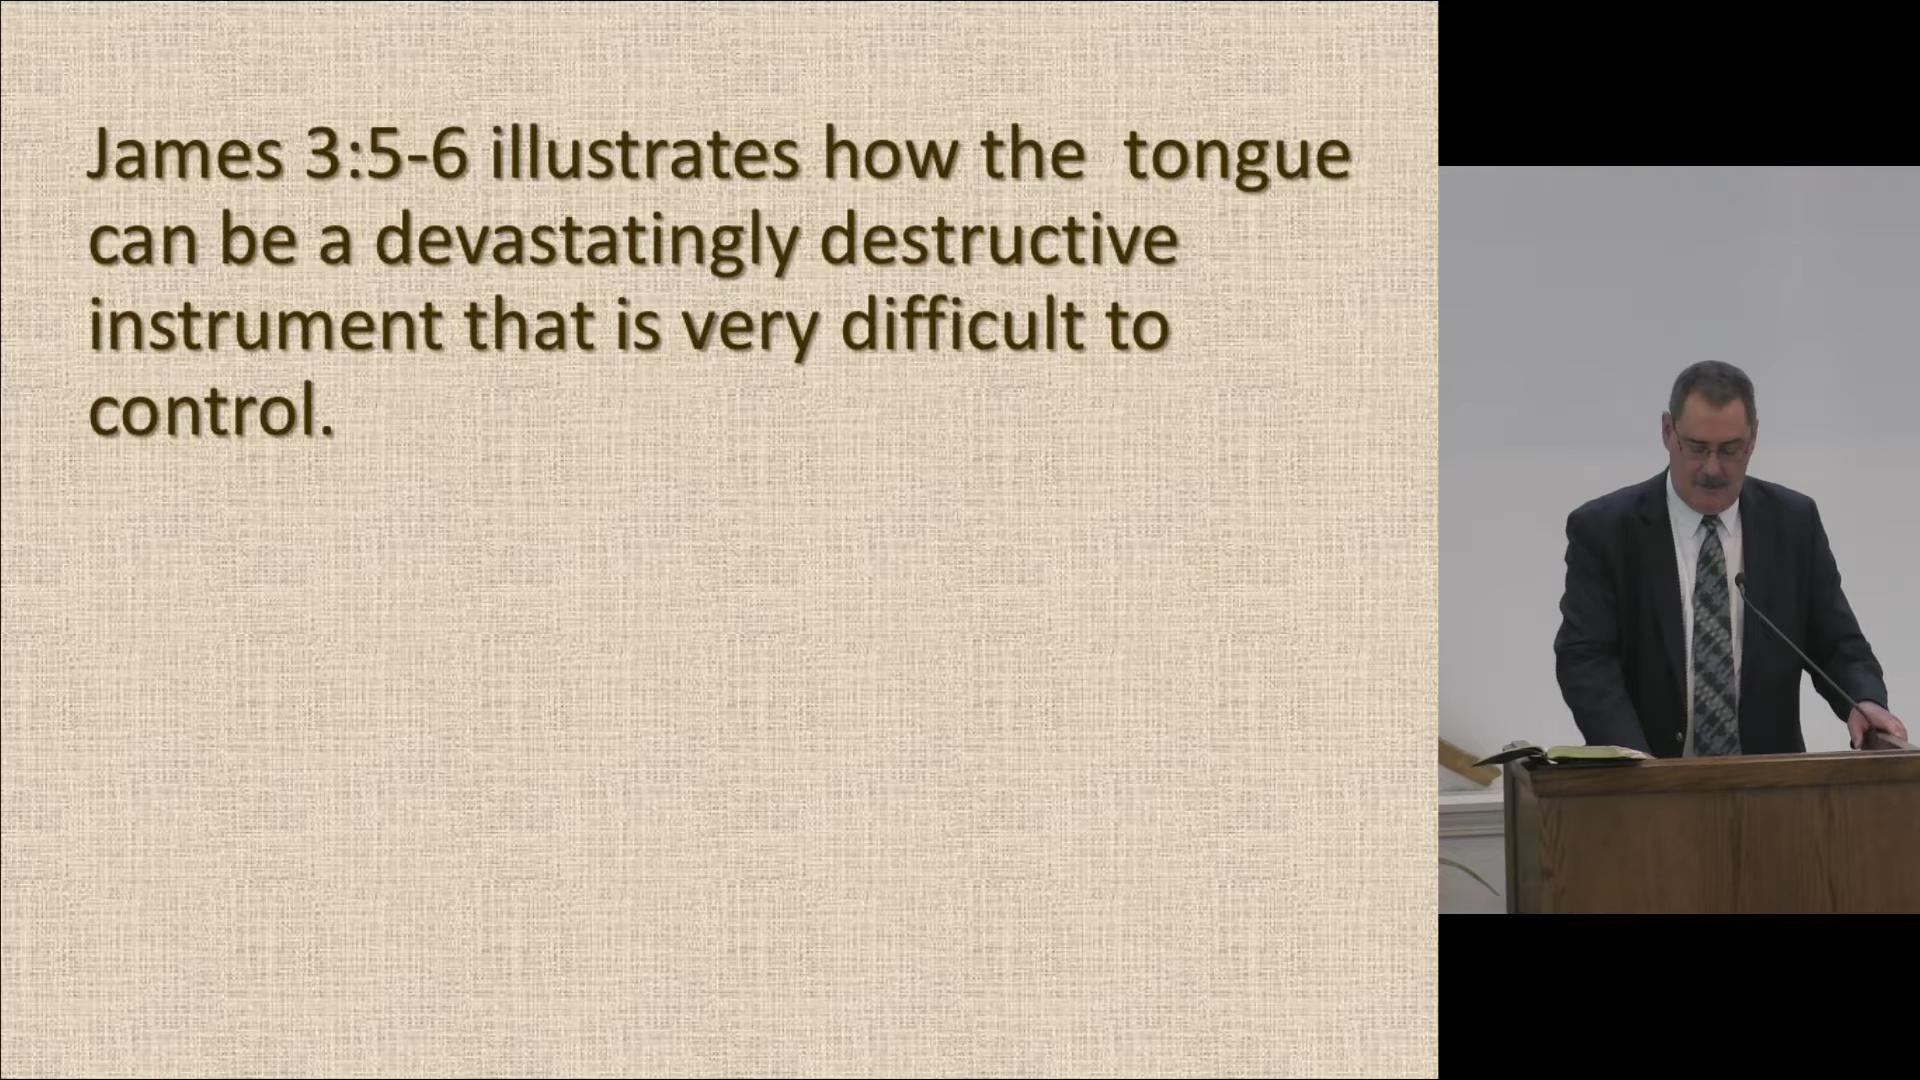 James 3:5-6 illustrates how the  tongue
can be a devastatingly destructive
instrument that is very difficult to
control.